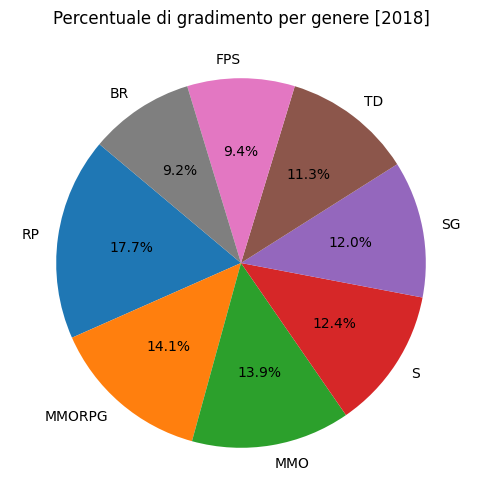 Percentuale di gradimento per genere [2018]
FPS
BR
TD
9.4%
9.2%
11.3%
SG
RP
12.0%
17.7%
12.4%
14.1%
13.9%
S
MMORPG
MMO